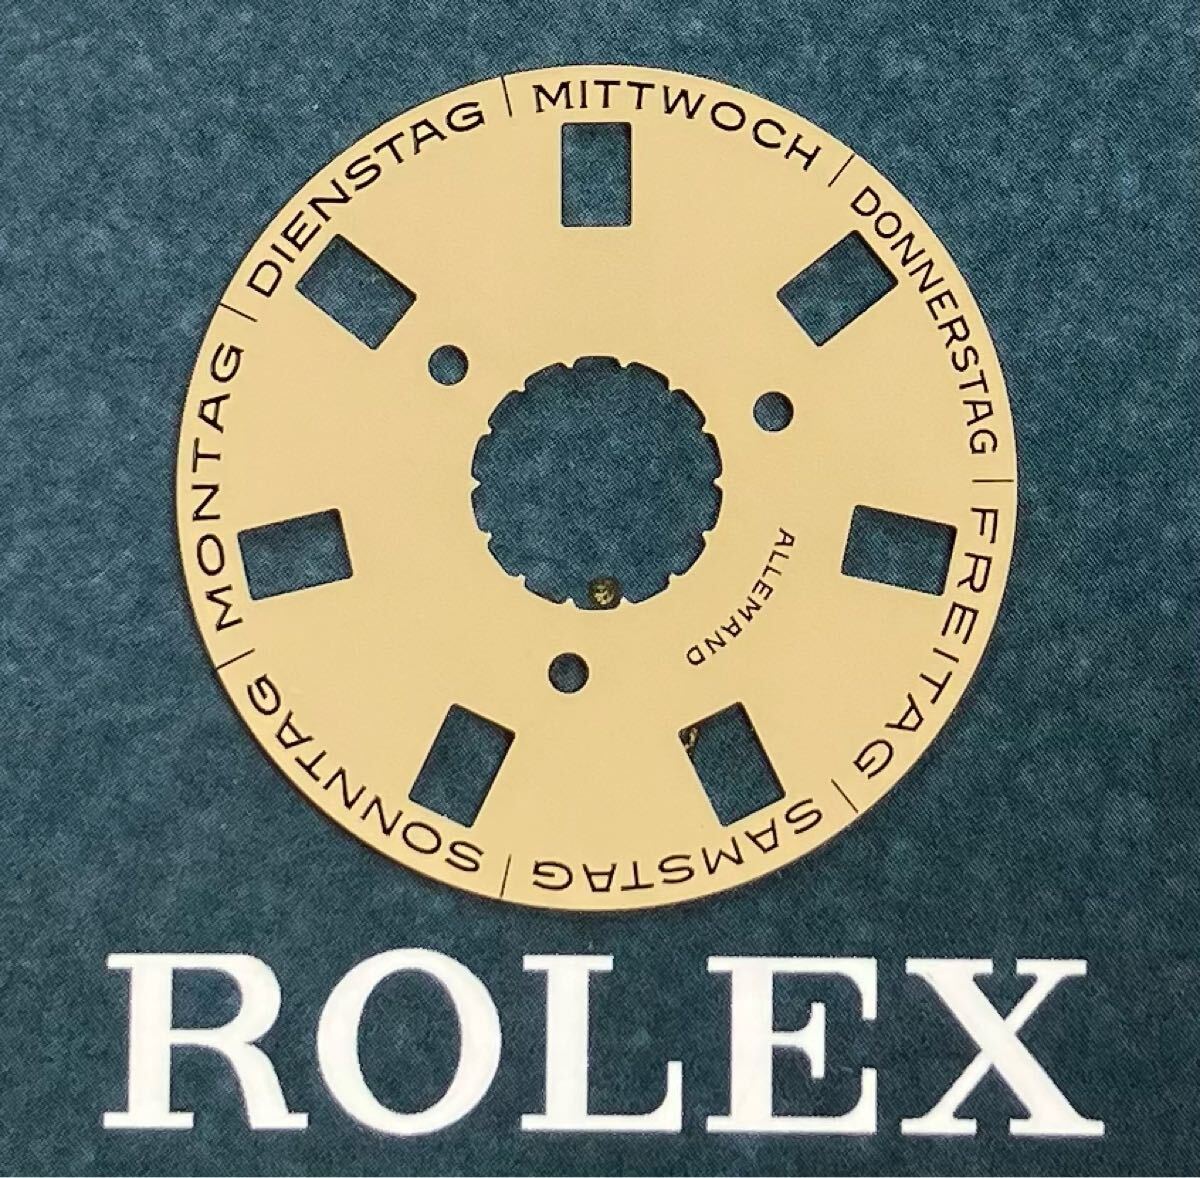 MONTAG | DIENSTAG | MITTWOCH | DONNERSTAG | FREITAG | SAMSTAG | SONNTAG |
ALLEMAND
ROLEX